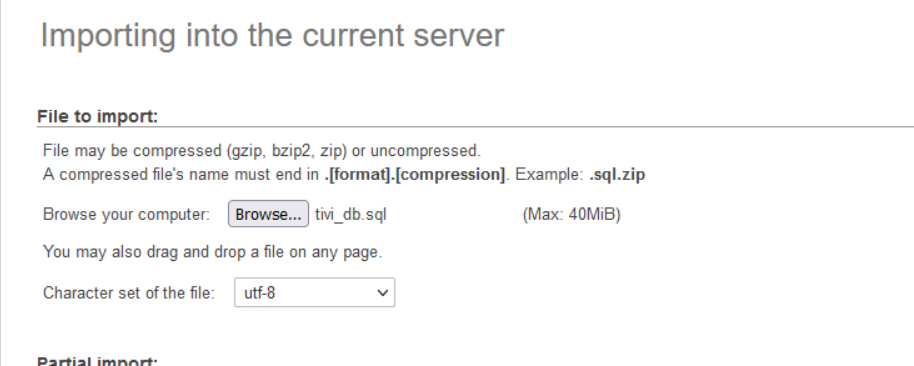 Importing into the current server
File to import:
File may be compressed (gzip, bzip2, zip) or uncompressed.
A compressed file's name must end in .[format].[compression]. Example: .sql.zip
Browse your computer: Browse... tivi_db.sql (Max: 40MiB)
You may also drag and drop a file on any page.
Character set of the file: utf-8
Partial import: